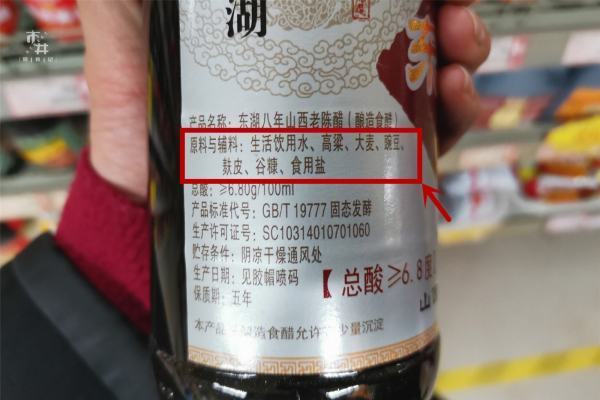 木井
湖
产品名称：东湖八年山西老陈醋（酿造食醋）
原料与辅料：生活饮用水、高粱、大麦、豌豆、
麸皮、谷糠、食用盐
总酸：≥6.80g/100ml
产品标准代号：GB/T 19777 固态发酵
生产许可证号：SC10314010701060
贮存条件：阴凉干燥通风处
生产日期：见胶帽喷码
保质期：五年
【总酸≥6.8度
山
本产品 造食醋允许 少量沉淀